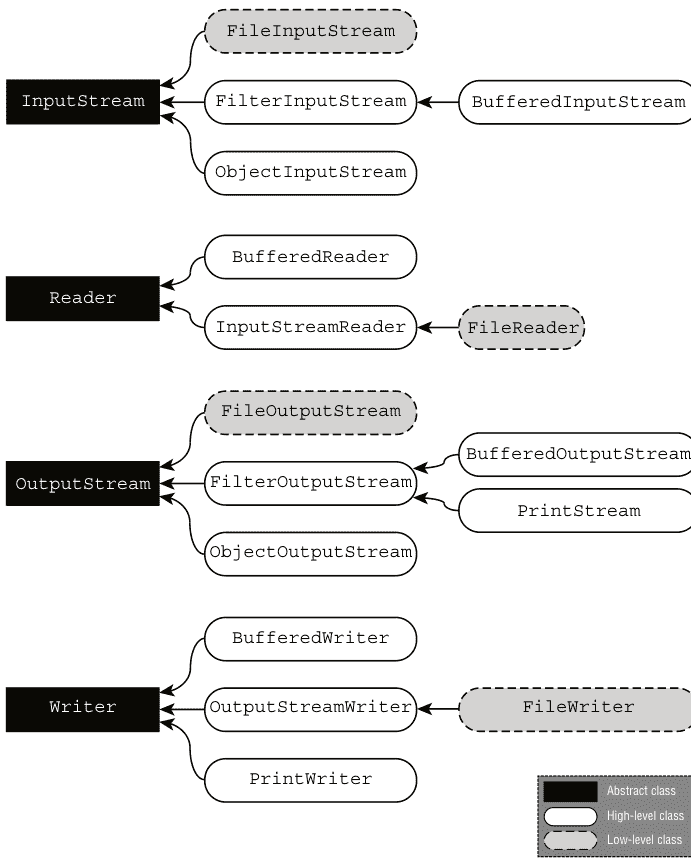 FileInputStream
InputStream
FilterInputStream
BufferedInputStream
ObjectInputStream
BufferedReader
Reader
InputStreamReader
FileReader
FileOutputStream
BufferedOutputStream
OutputStream
FilterOutputStream
PrintStream
ObjectOutputStream
BufferedWriter
Writer
OutputStreamWriter
FileWriter
PrintWriter
Abstract class
High-level class
Low-level class